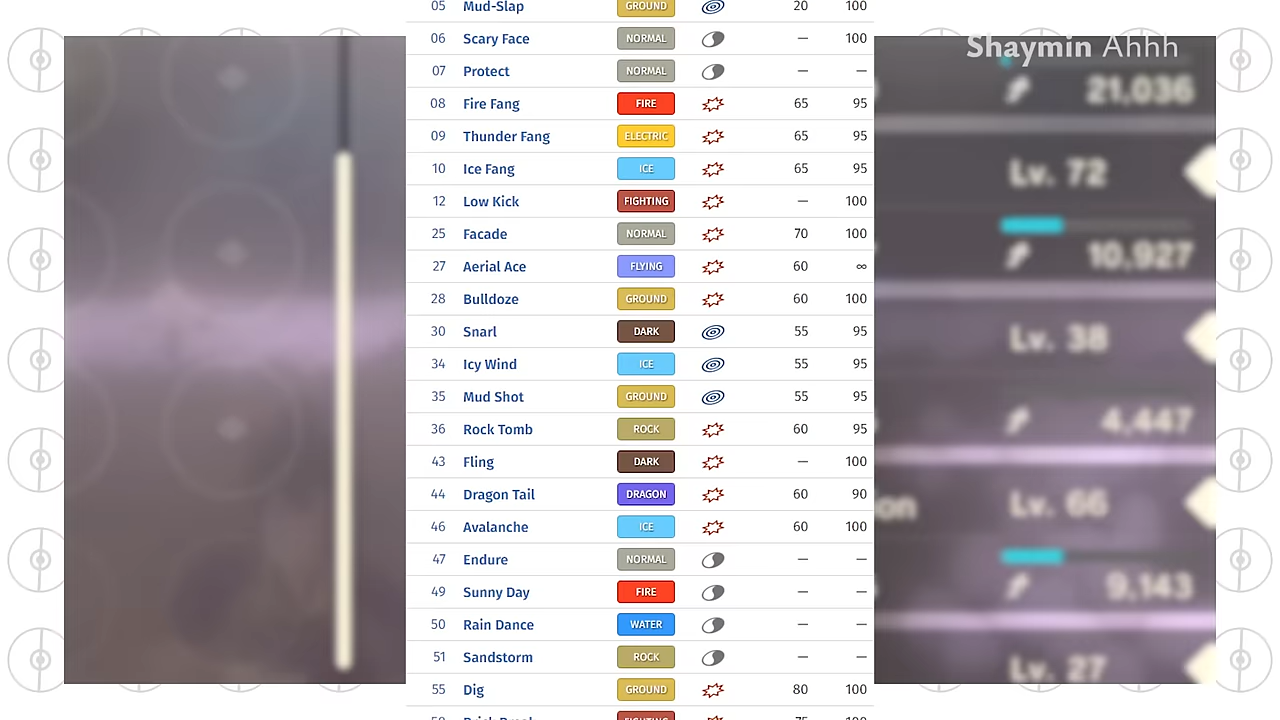 05 Mud-Slap GROUND 20 100
06 Scary Face NORMAL — 100
07 Protect NORMAL — —
08 Fire Fang FIRE 65 95
09 Thunder Fang ELECTRIC 65 95
10 Ice Fang ICE 65 95
12 Low Kick FIGHTING — 100
25 Facade NORMAL 70 100
27 Aerial Ace FLYING 60 ∞
28 Bulldoze GROUND 60 100
30 Snarl DARK 55 95
34 Icy Wind ICE 55 95
35 Mud Shot GROUND 55 95
36 Rock Tomb ROCK 60 95
43 Fling DARK — 100
44 Dragon Tail DRAGON 60 90
46 Avalanche ICE 60 100
47 Endure NORMAL — —
49 Sunny Day FIRE — —
50 Rain Dance WATER — —
51 Sandstorm ROCK — —
55 Dig GROUND 80 100
Shaymin Ahhh
21,036
Lv. 72
10,927
Lv. 38
4,447
on Lv. 66
9,143
Lv. 27